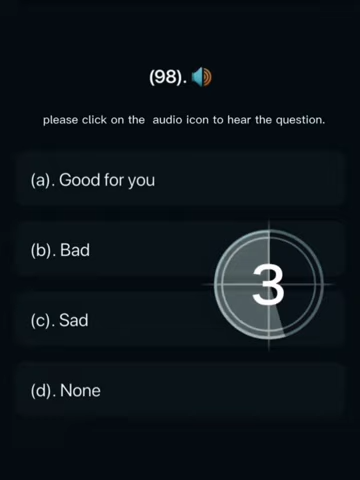 (98). 🔊
please click on the audio icon to hear the question.
(a). Good for you
(b). Bad
3
(c). Sad
(d). None